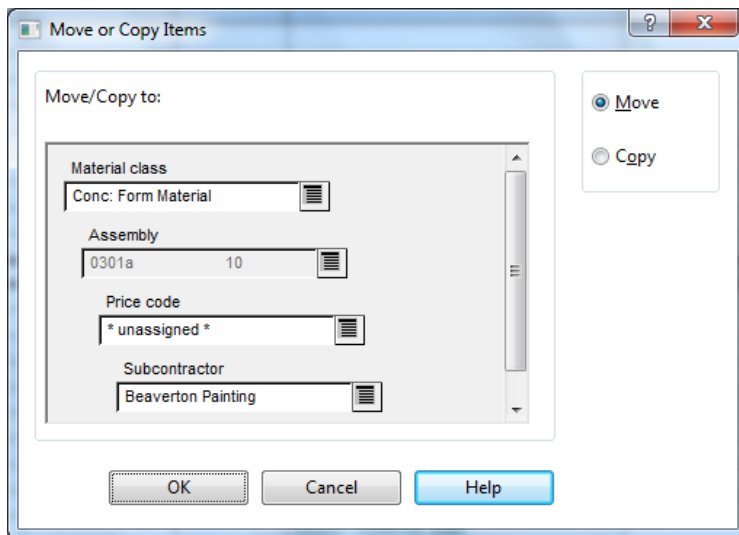 Move or Copy Items
Move/Copy to:
Material class
Conc: Form Material
Assembly
0301a 10
Price code
* unassigned *
Subcontractor
Beaverton Painting
Move
Copy
OK
Cancel
Help